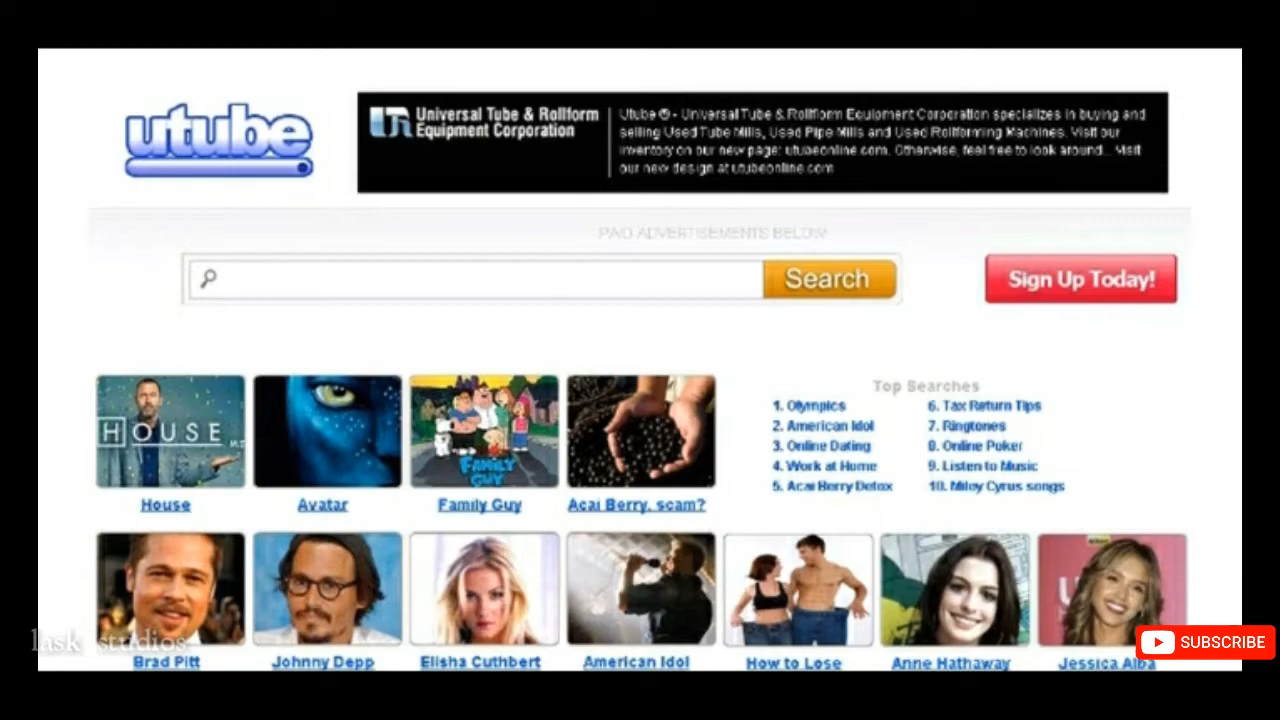 utube
Universal Tube & Rollform
Equipment Corporation
Utube ® - Universal Tube & Rollform Equipment Corporation specializes in buying and
selling Used Tube Mills, Used Pipe Mills and Used Rollforming Machines. Visit our
inventory on our new page: utubeonline.com. Otherwise, feel free to look around... Visit
our new design at utubeonline.com
PAID ADVERTISEMENTS BELOW
Search
Sign Up Today!
HOUSE M.D.
FAMILY
GUY
House
Avatar
Family Guy
Acai Berry, scam?
Top Searches
1. Olympics
2. American Idol
3. Online Dating
4. Work at Home
5. Acai Berry Detox
6. Tax Return Tips
7. Ringtones
8. Online Poker
9. Listen to Music
10. Miley Cyrus songs
Brad Pitt
Johnny Depp
Elisha Cuthbert
American Idol
How to Lose
Anne Hathaway
Jessica Alba
lask studios
SUBSCRIBE